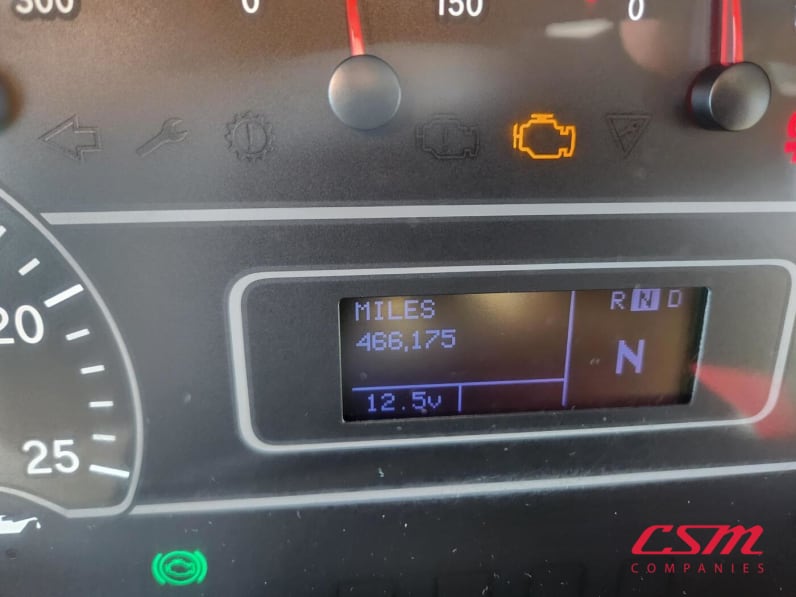 300
0
150
0
MILES
466,175
12.5v
R N D
N
20
25
CSM
COMPANIES